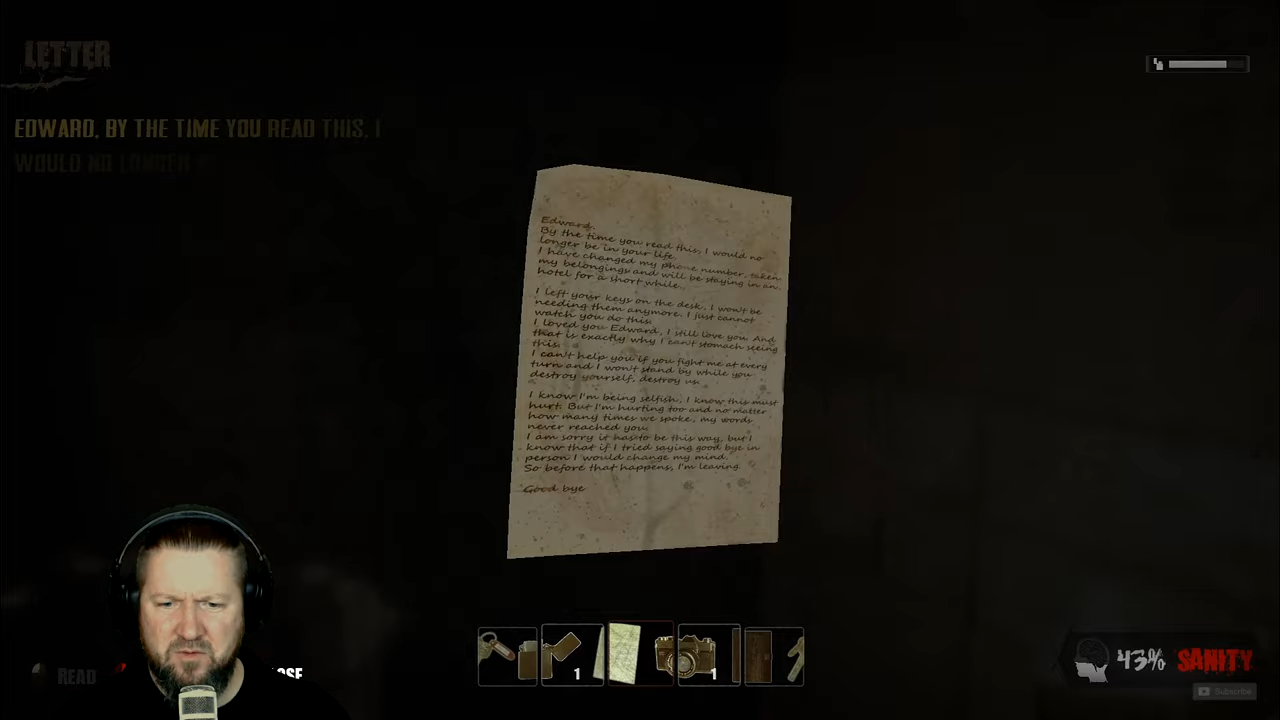 LETTER
EDWARD, BY THE TIME YOU READ THIS, I
WOULD NO LONGER
Edward.
By the time you read this, I would no
longer be in your life.
I have changed my phone number, taken
my belongings and will be staying in an
hotel for a short while..
I left your keys on the desk, I won't be
needing them anymore. I just cannot
watch you do this.
I loved you Edward, I still love you. And
that is exactly why I can't stomach seeing
this.
I can't help you if you fight me at every
turn and I won't stand by while you
destroy yourself, destroy us.
I know I'm being selfish, I know this must
hurt. But I'm hurting too and no matter
how many times we spoke, my words
never reached you.
I am sorry it has to be this way, but I
know that if I tried saying good bye in
person I would change my mind.
So before that happens, I'm leaving.
Good bye
READ
OSE
1
1
43% SANITY
Subscribe